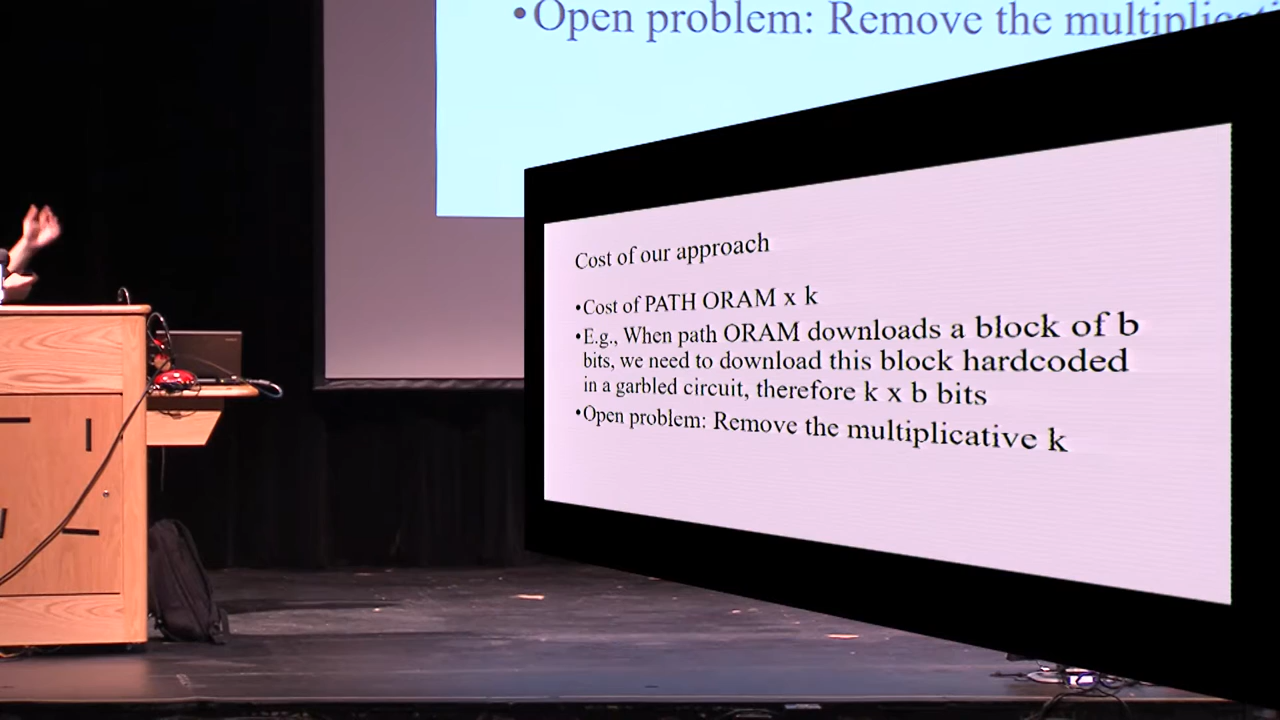 •Open problem: Remove the
Cost of our approach
•Cost of PATH ORAM x k
•E.g., When path ORAM downloads a block of b
bits, we need to download this block hardcoded
in a garbled circuit, therefore k x b bits
•Open problem: Remove the multiplicative k